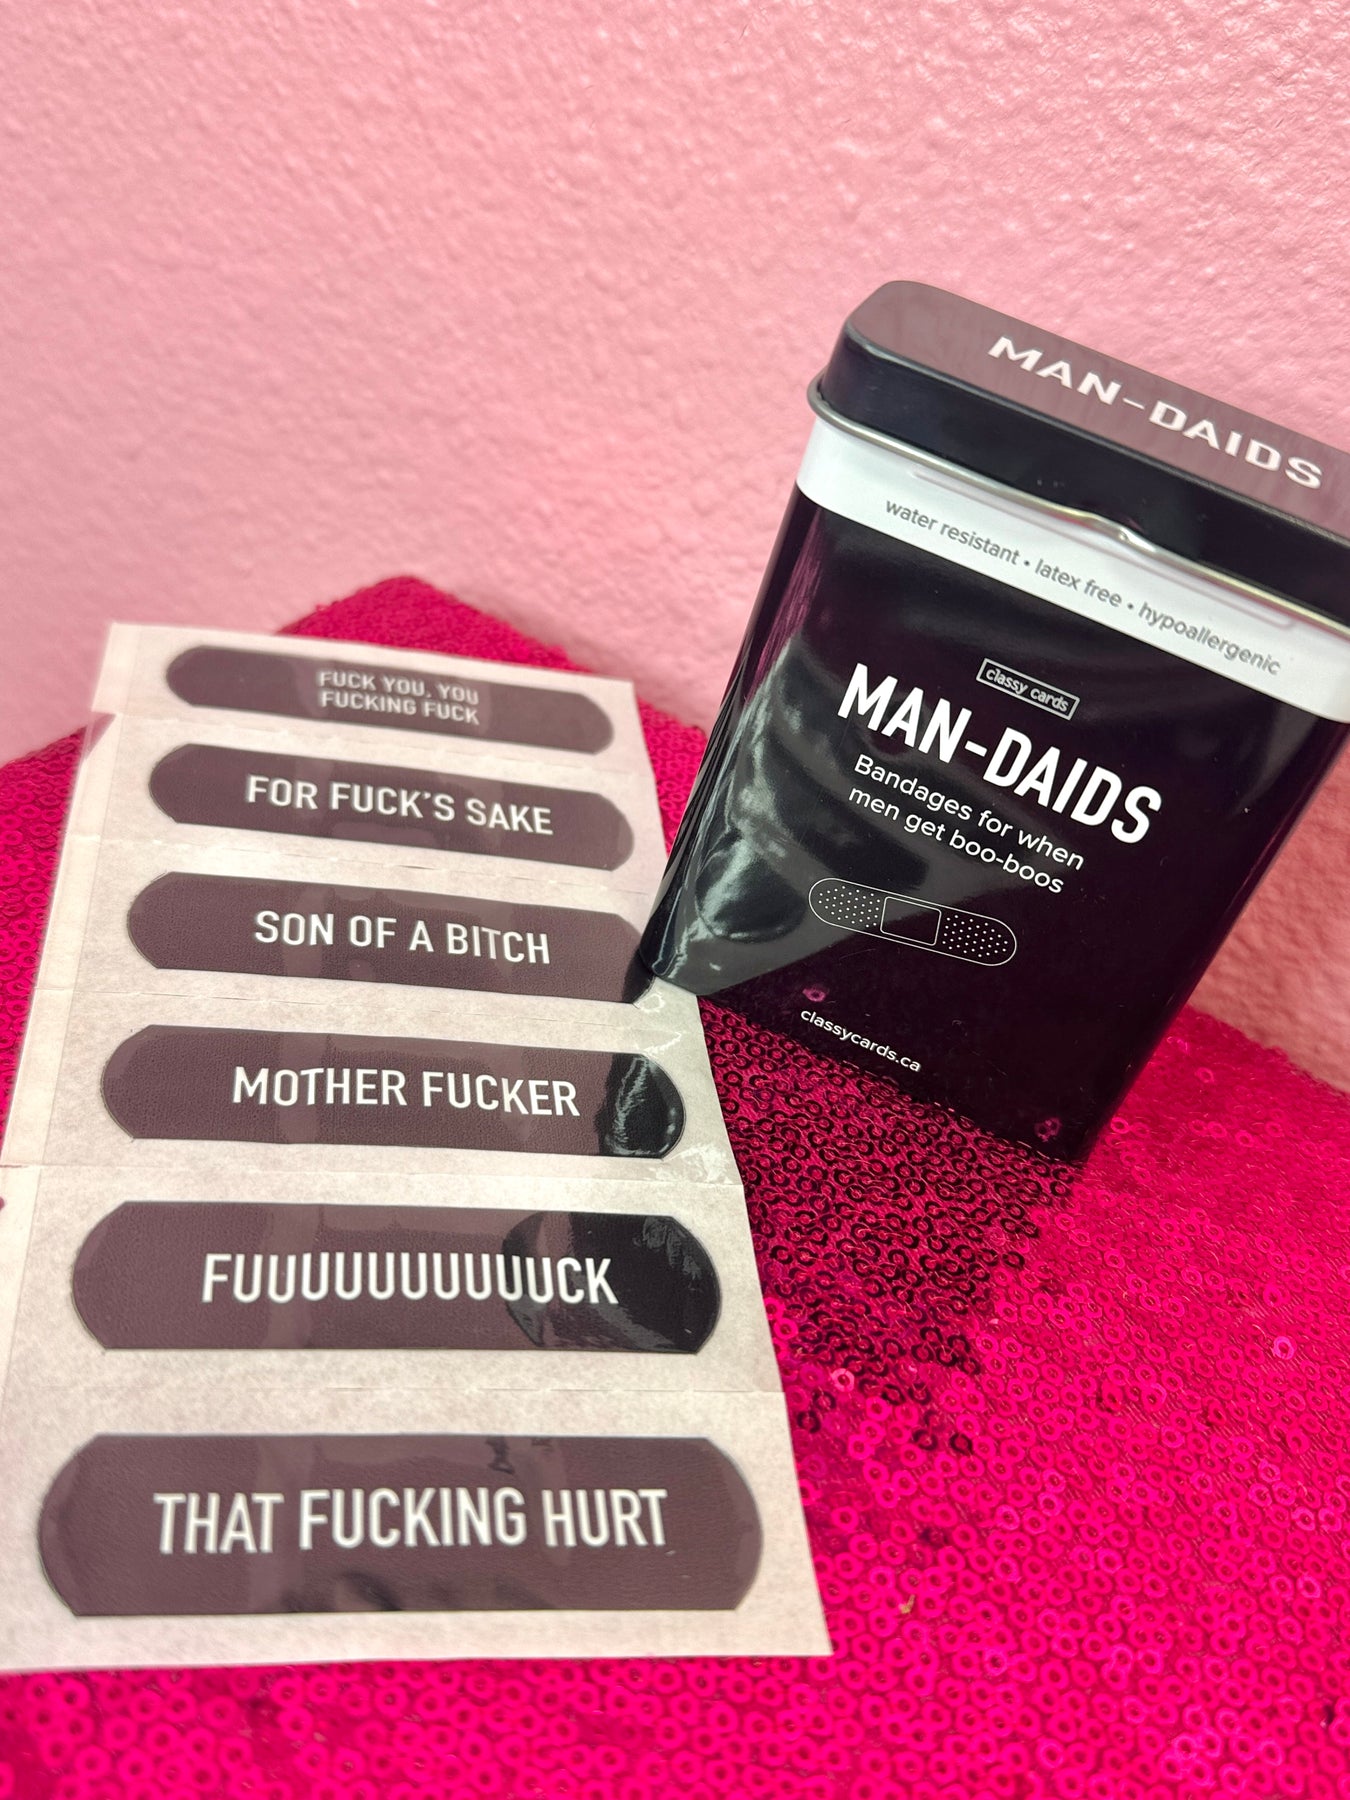 FUCK YOU, YOU
FUCKING FUCK
FOR FUCK'S SAKE
SON OF A BITCH
MOTHER FUCKER
FUUUUUUUUUUUCK
THAT FUCKING HURT
MAN-DAIDS
water resistant • latex free • hypoallergenic
classy cards
MAN-DAIDS
Bandages for when
men get boo-boos
classycards.ca